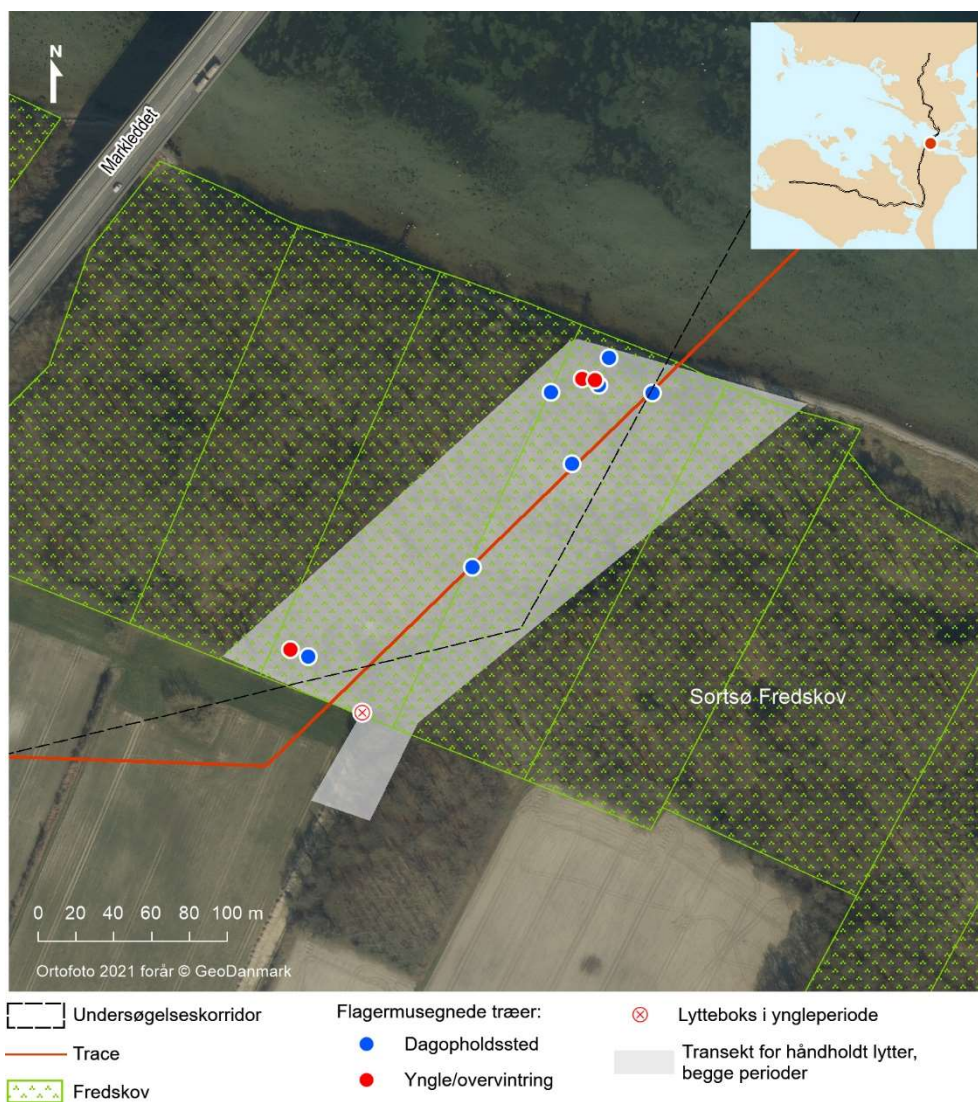 N
Markleddet
Sortsø Fredskov
0 20 40 60 80 100 m
Ortofoto 2021 forår © GeoDanmark
Undersøgelseskorridor
Trace
Fredskov
Flagermusegnede træer:
Dagopholdssted
Yngle/overvintring
Lytteboks i yngleperiode
Transekt for håndholdt lytter,
begge perioder